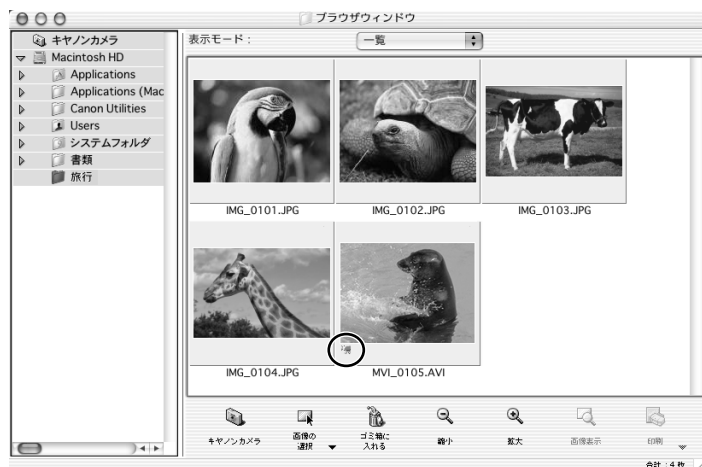 ブラウザウィンドウ
キヤノンカメラ
Macintosh HD
Applications
Applications (Mac
Canon Utilities
Users
システムフォルダ
書類
旅行
表示モード：
一覧
IMG_0101.JPG
IMG_0102.JPG
IMG_0103.JPG
IMG_0104.JPG
MVI_0105.AVI
キヤノンカメラ
画像の
選択
ゴミ箱に
入れる
縮小
拡大
画像表示
印刷
合計：4 枚